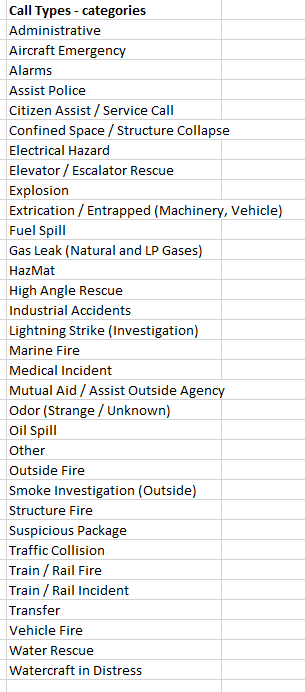 Call Types - categories
Administrative
Aircraft Emergency
Alarms
Assist Police
Citizen Assist / Service Call
Confined Space / Structure Collapse
Electrical Hazard
Elevator / Escalator Rescue
Explosion
Extrication / Entrapped (Machinery, Vehicle)
Fuel Spill
Gas Leak (Natural and LP Gases)
HazMat
High Angle Rescue
Industrial Accidents
Lightning Strike (Investigation)
Marine Fire
Medical Incident
Mutual Aid / Assist Outside Agency
Odor (Strange / Unknown)
Oil Spill
Other
Outside Fire
Smoke Investigation (Outside)
Structure Fire
Suspicious Package
Traffic Collision
Train / Rail Fire
Train / Rail Incident
Transfer
Vehicle Fire
Water Rescue
Watercraft in Distress